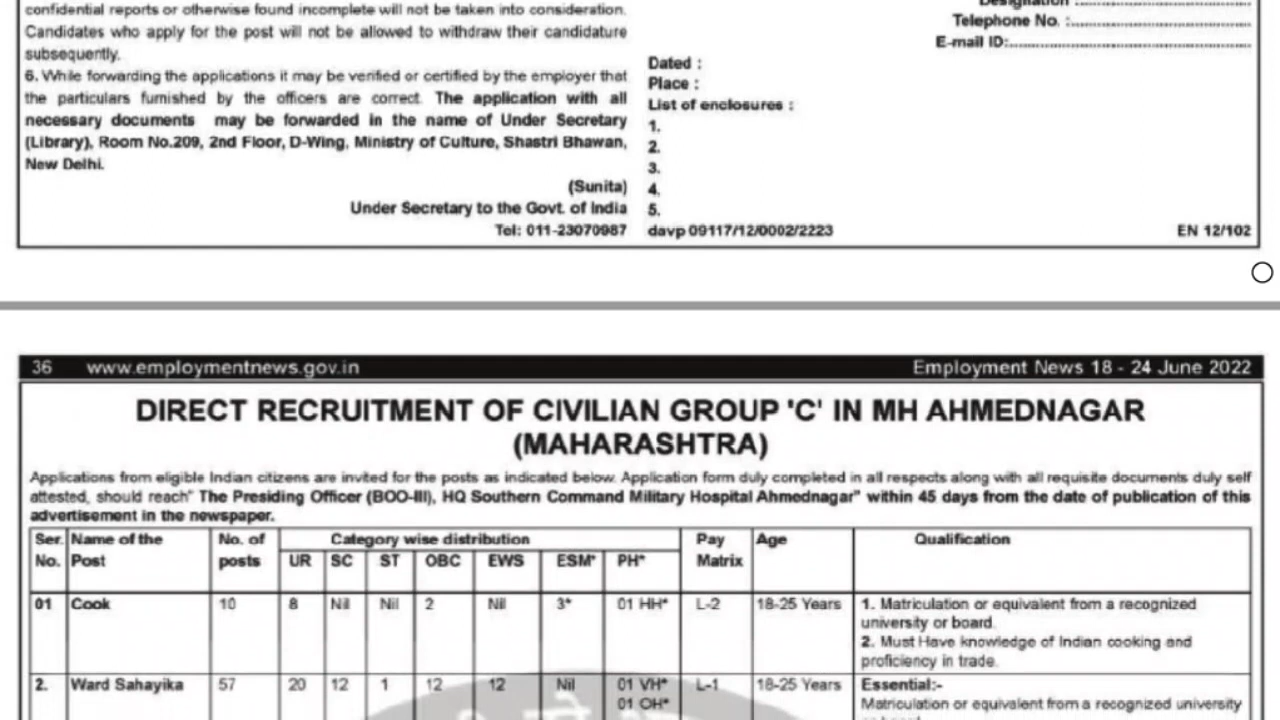 confidential reports or otherwise found incomplete will not be taken into consideration.
Candidates who apply for the post will not be allowed to withdraw their candidature
subsequently.
6. While forwarding the applications it may be verified or certified by the employer that
the particulars furnished by the officers are correct. The application with all
necessary documents may be forwarded in the name of Under Secretary
(Library), Room No.209, 2nd Floor, D-Wing, Ministry of Culture, Shastri Bhawan,
New Delhi.
(Sunita)
Under Secretary to the Govt. of India
Tel: 011-23070987
Designation :
Telephone No. :
E-mail ID:
Dated :
Place :
List of enclosures :
1.
2.
3.
4.
5.
davp 09117/12/0002/2223 EN 12/102
36 www.employmentnews.gov.in Employment News 18 - 24 June 2022
DIRECT RECRUITMENT OF CIVILIAN GROUP 'C' IN MH AHMEDNAGAR
(MAHARASHTRA)
Applications from eligible Indian citizens are invited for the posts as indicated below. Application form duly completed in all respects along with all requisite documents duly self
attested, should reach" The Presiding Officer (BOO-III), HQ Southern Command Military Hospital Ahmednagar" within 45 days from the date of publication of this
advertisement in the newspaper.
Ser. Name of the No. of Category wise distribution Pay Age Qualification
No. Post posts UR SC ST OBC EWS ESM* PH* Matrix
01 Cook 10 8 Nil Nil 2 Nil 3* 01 HH* L-2 18-25 Years 1. Matriculation or equivalent from a recognized
university or board.
2. Must Have knowledge of Indian cooking and
proficiency in trade.
2. Ward Sahayika 57 20 12 1 12 12 Nil 01 VH* L-1 18-25 Years Essential:-
01 OH* Matriculation or equivalent from a recognized university